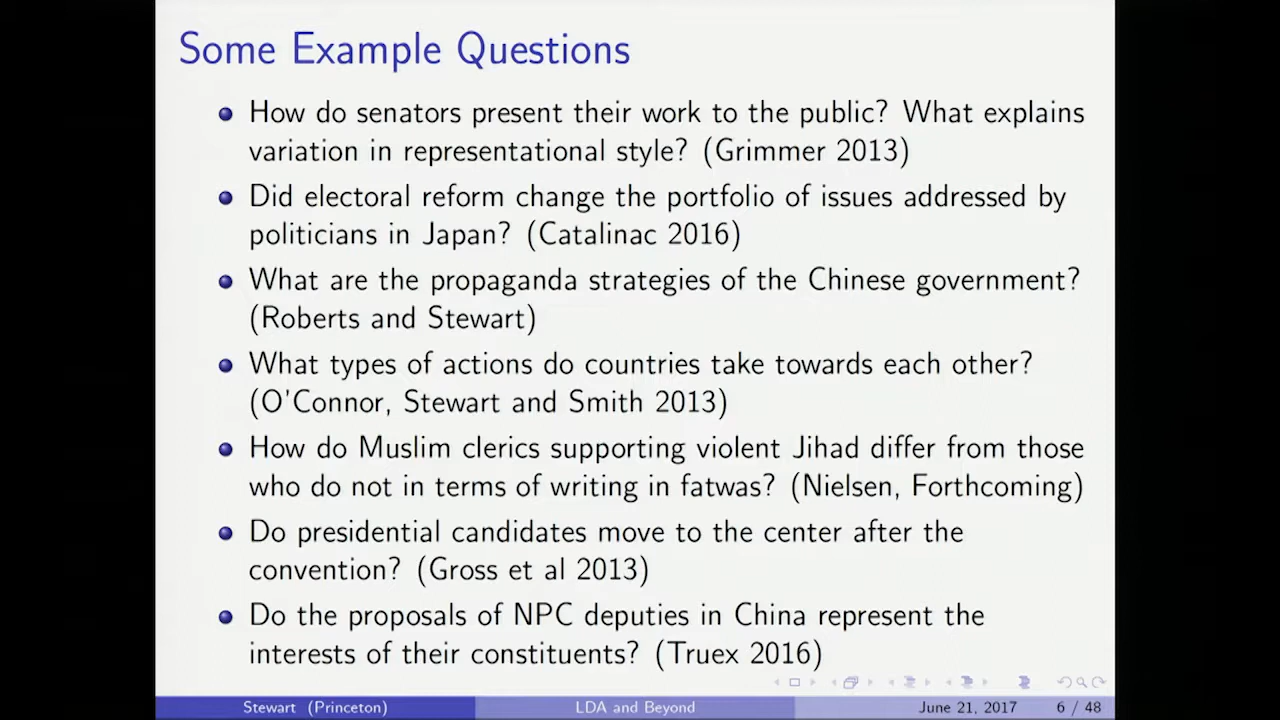 Some Example Questions
How do senators present their work to the public? What explains
variation in representational style? (Grimmer 2013)
Did electoral reform change the portfolio of issues addressed by
politicians in Japan? (Catalinac 2016)
What are the propaganda strategies of the Chinese government?
(Roberts and Stewart)
What types of actions do countries take towards each other?
(O'Connor, Stewart and Smith 2013)
How do Muslim clerics supporting violent Jihad differ from those
who do not in terms of writing in fatwas? (Nielsen, Forthcoming)
Do presidential candidates move to the center after the
convention? (Gross et al 2013)
Do the proposals of NPC deputies in China represent the
interests of their constituents? (Truex 2016)
Stewart (Princeton) LDA and Beyond June 21, 2017 6 / 48